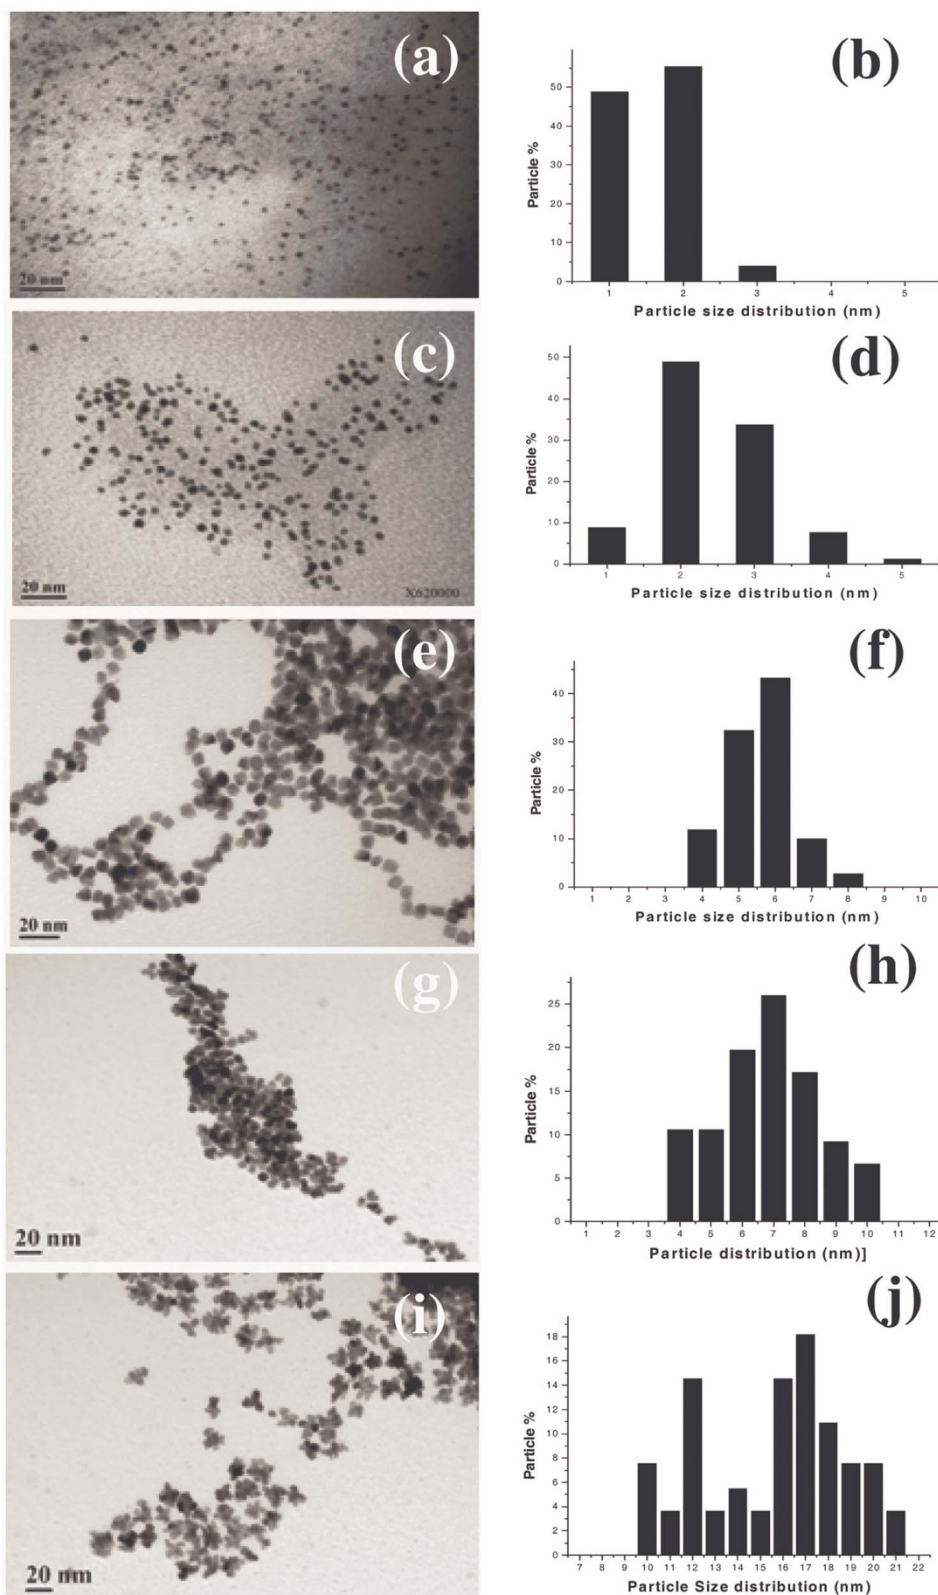 (a)
20 nm
(b)
Particle %
50
40
30
20
10
0
1 2 3 4 5
Particle size distribution (nm)
(c)
20 nm
X620000
(d)
Particle %
50
40
30
20
10
0
1 2 3 4 5
Particle size distribution (nm)
(e)
20 nm
(f)
Particle %
40
30
20
10
0
1 2 3 4 5 6 7 8 9 10
Particle size distribution (nm)
(g)
20 nm
(h)
Particle %
25
20
15
10
5
0
1 2 3 4 5 6 7 8 9 10 11 12
Particle distribution (nm)]
(i)
20 nm
(j)
Particle %
18
16
14
12
10
8
6
4
2
0
7 8 9 10 11 12 13 14 15 16 17 18 19 20 21 22
Particle Size distribution (nm)